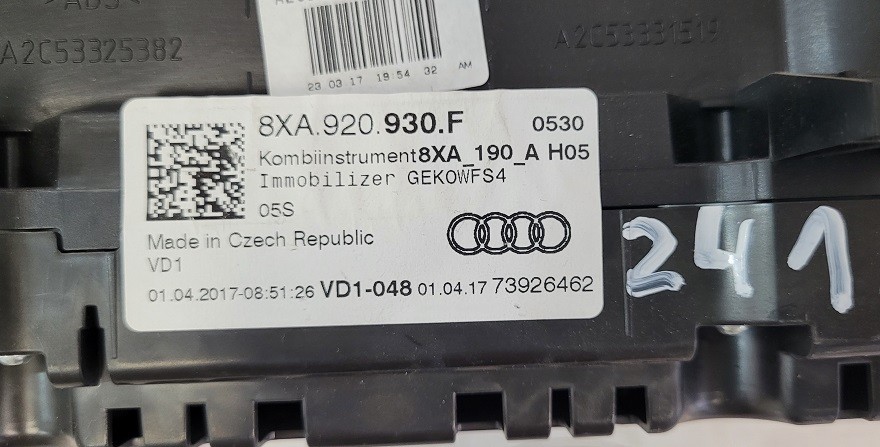 A2C53325382
A2C53331519
23 03 17 19:54 32 AM
8XA.920.930.F 0530
Kombiinstrument8XA_190_A H05
Immobilizer GEKOWFS4
05S
Made in Czech Republic
VD1
01.04.2017-08:51:26 VD1-048 01.04.17 73926462
241